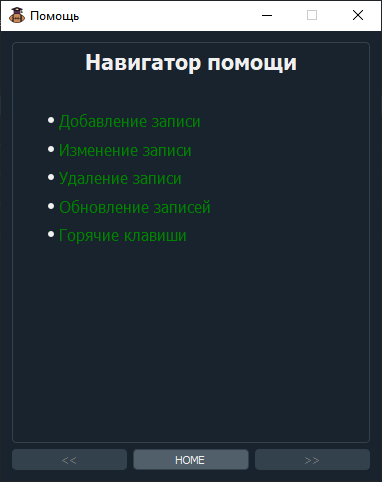 Помощь
Навигатор помощи
Добавление записи
Изменение записи
Удаление записи
Обновление записей
Горячие клавиши
<< HOME >>